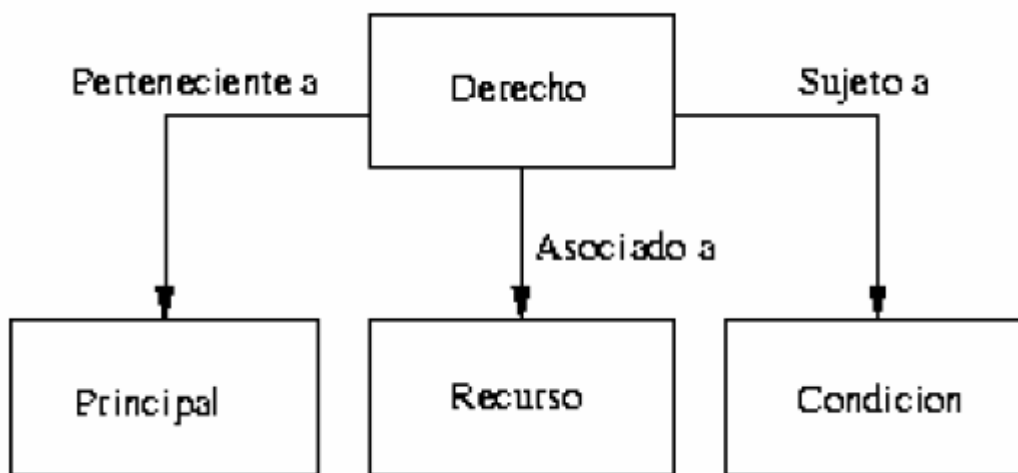 Perteneciente a
Derecho
Sujeto a
Asociado a
Principal
Recurso
Condicion